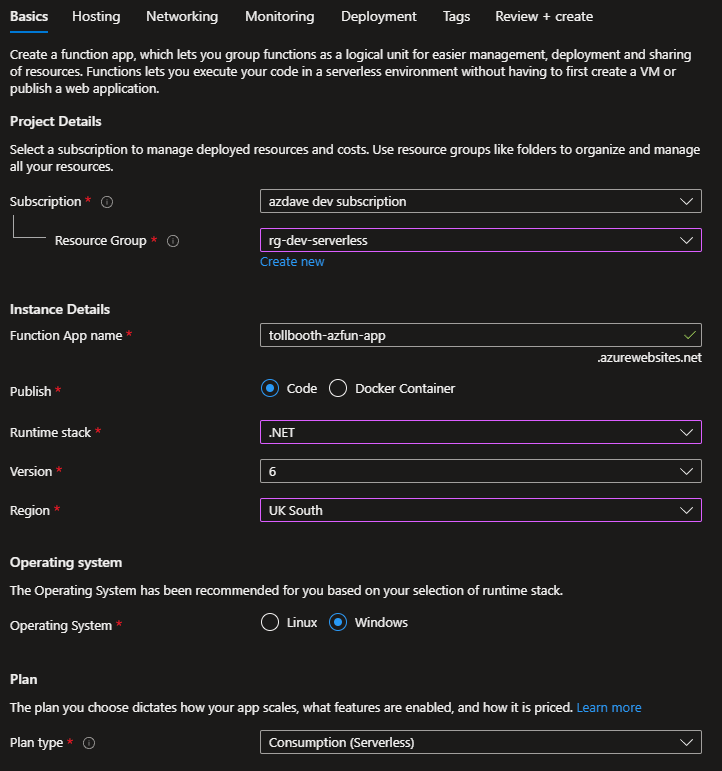 Basics Hosting Networking Monitoring Deployment Tags Review + create
Create a function app, which lets you group functions as a logical unit for easier management, deployment and sharing
of resources. Functions lets you execute your code in a serverless environment without having to first create a VM or
publish a web application.
Project Details
Select a subscription to manage deployed resources and costs. Use resource groups like folders to organize and manage
all your resources.
Subscription * azdave dev subscription
Resource Group * rg-dev-serverless
Create new
Instance Details
Function App name * tollbooth-azfun-app
.azurewebsites.net
Publish * Code Docker Container
Runtime stack * .NET
Version * 6
Region * UK South
Operating system
The Operating System has been recommended for you based on your selection of runtime stack.
Operating System * Linux Windows
Plan
The plan you choose dictates how your app scales, what features are enabled, and how it is priced. Learn more
Plan type * Consumption (Serverless)